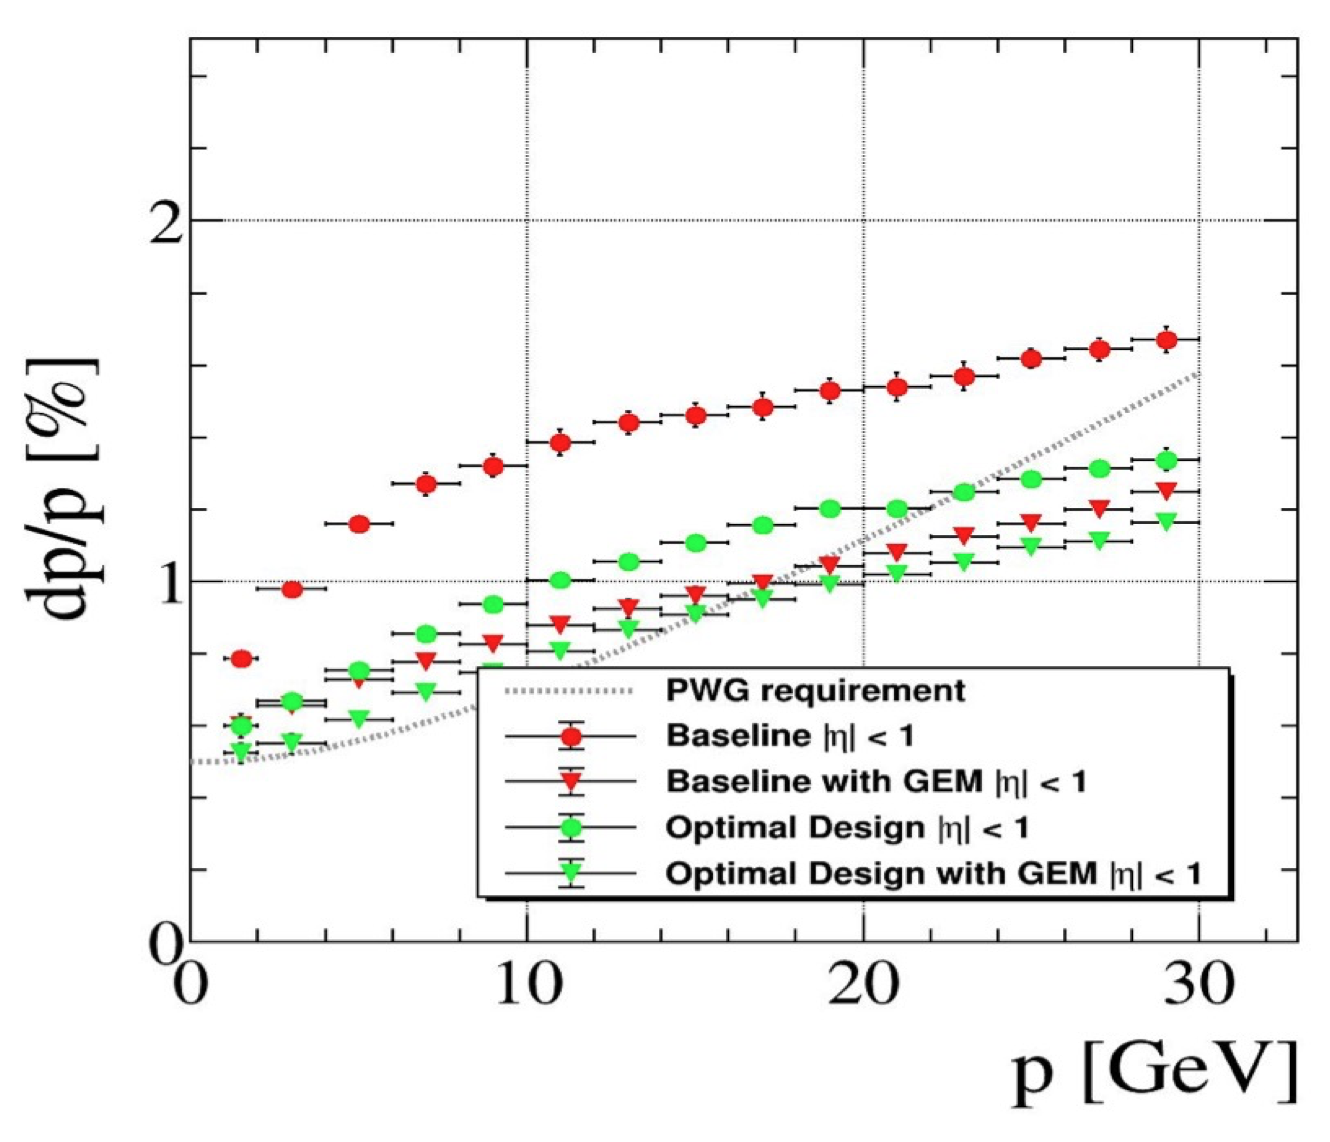 dp/p [%]
2
1
0
0 10 20 30
p [GeV]
PWG requirement
Baseline |η| < 1
Baseline with GEM |η| < 1
Optimal Design |η| < 1
Optimal Design with GEM |η| < 1